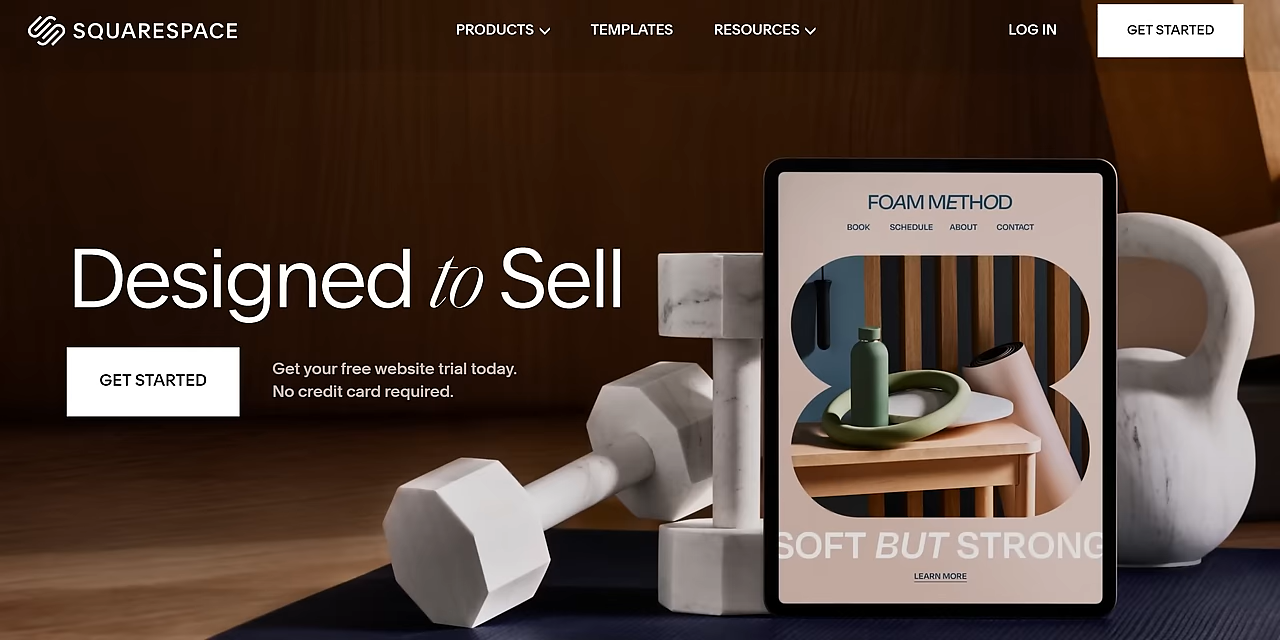 SQUARESPACE
PRODUCTS
TEMPLATES
RESOURCES
LOG IN
GET STARTED
Designed to Sell
GET STARTED
Get your free website trial today.
No credit card required.
FOAM METHOD
BOOK SCHEDULE ABOUT CONTACT
SOFT BUT STRONG
LEARN MORE